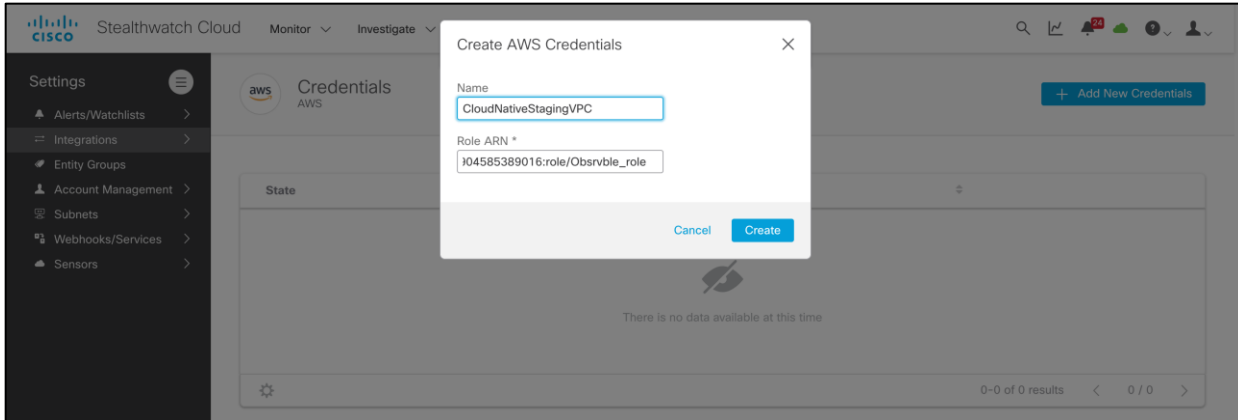 cisco
Stealthwatch Cloud
Monitor
Investigate
24
Settings
Alerts/Watchlists
Integrations
Entity Groups
Account Management
Subnets
Webhooks/Services
Sensors
aws
Credentials
AWS
+ Add New Credentials
State
Create AWS Credentials
Name
CloudNativeStagingVPC
Role ARN *
04585389016:role/Obsrvble_role
Cancel
Create
There is no data available at this time
0-0 of 0 results
0 / 0